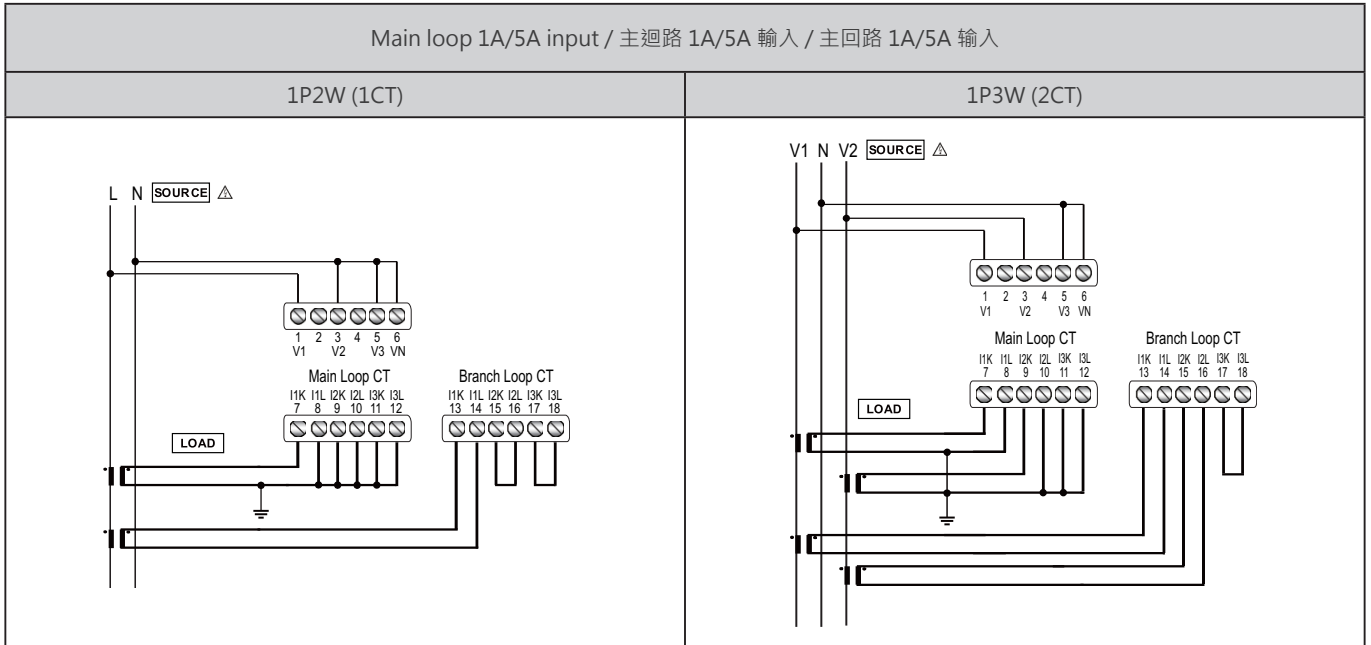 Main loop 1A/5A input / 主迴路 1A/5A 輸入 / 主回路 1A/5A 输入
1P2W (1CT)
1P3W (2CT)
L N SOURCE
1 2 3 4 5 6
V1 V2 V3 VN
Main Loop CT
Branch Loop CT
I1K I1L I2K I2L I3K I3L
I1K I1L I2K I2L I3K I3L
7 8 9 10 11 12
13 14 15 16 17 18
LOAD
V1 N V2 SOURCE
1 2 3 4 5 6
V1 V2 V3 VN
Main Loop CT
Branch Loop CT
I1K I1L I2K I2L I3K I3L
I1K I1L I2K I2L I3K I3L
7 8 9 10 11 12
13 14 15 16 17 18
LOAD